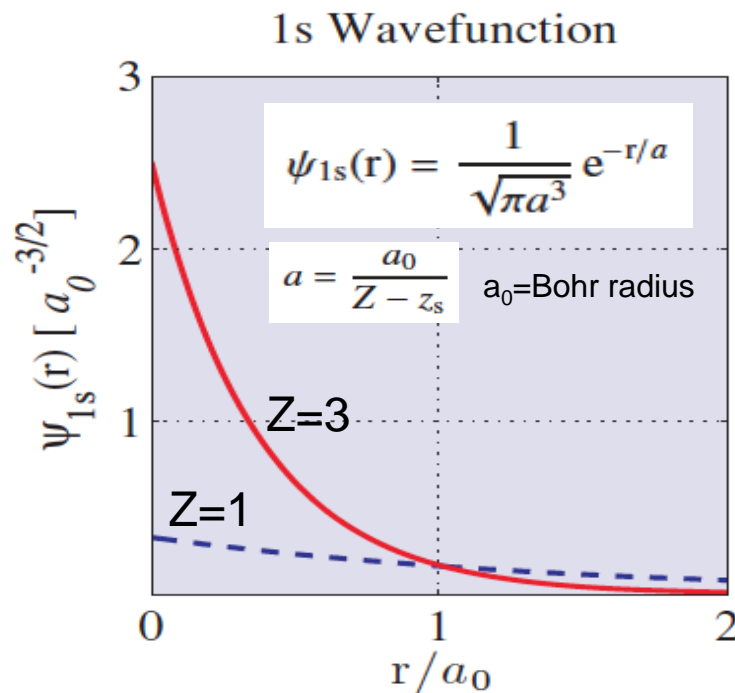 1s Wavefunction
3
ψ1s(r) = 1/√(πa³) e^(−r/a)
2
a = a₀/(Z − zₛ)
a₀=Bohr radius
ψ1s(r) [ a₀^(-3/2) ]
Z=3
1
Z=1
0
1
2
r/a₀